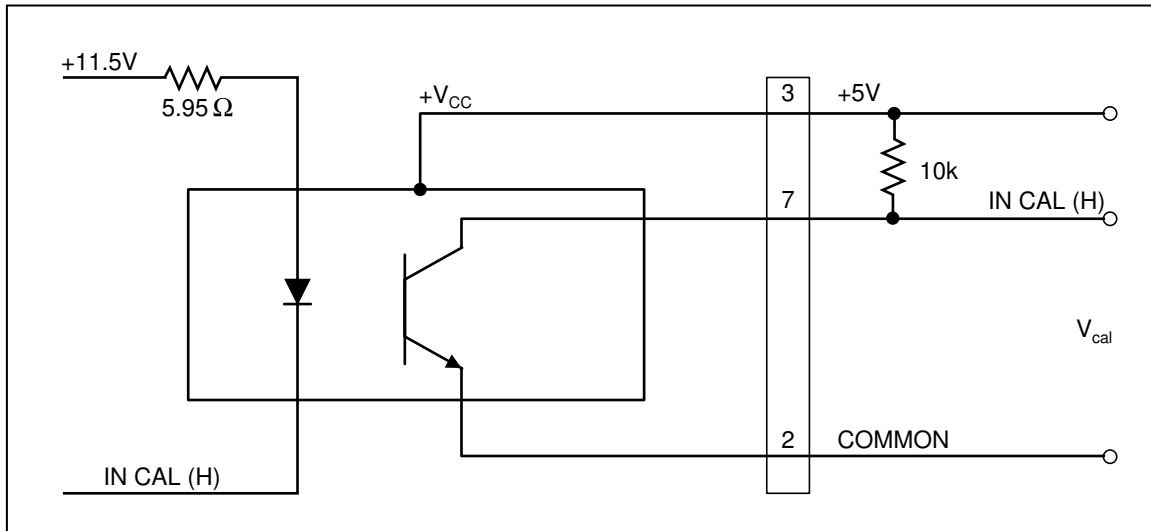 +11.5V
5.95 Ω
+VCC
3
+5V
10k
7
IN CAL (H)
Vcal
2
COMMON
IN CAL (H)